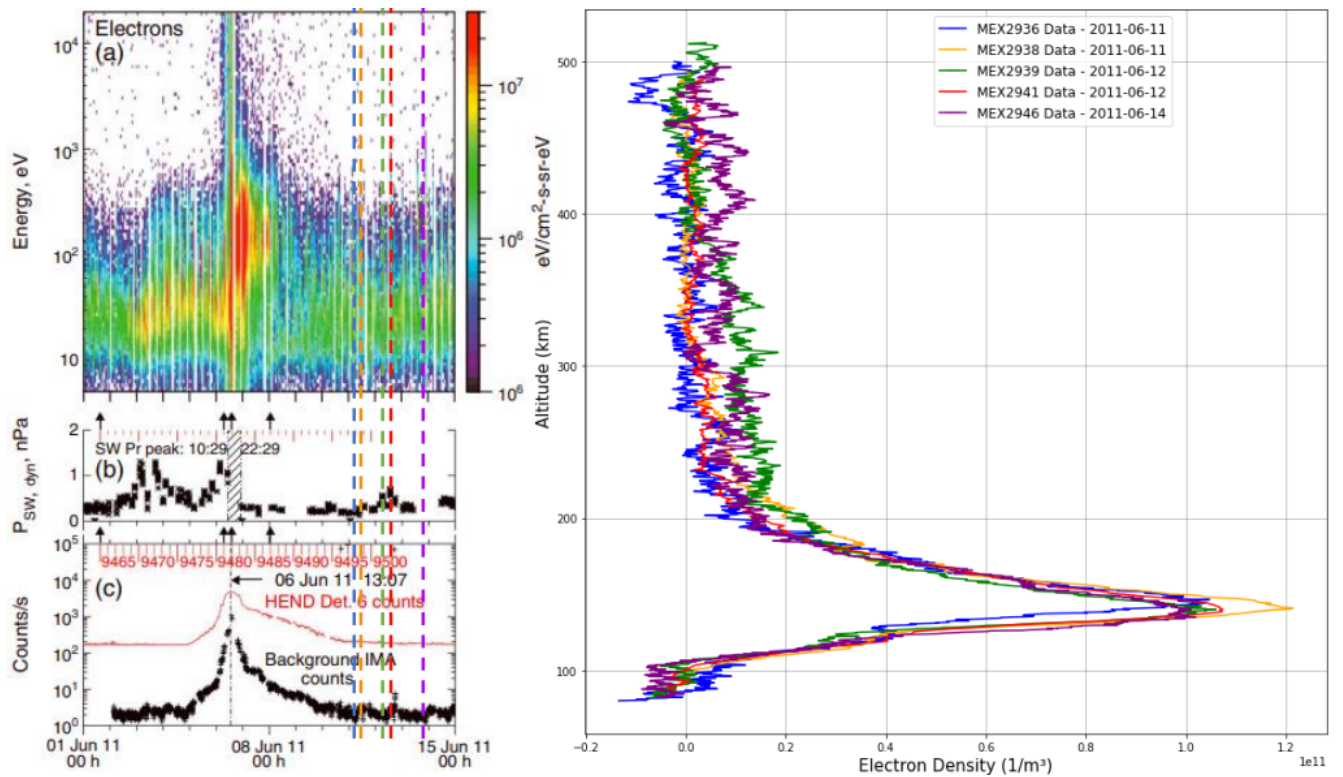 Electrons
(a)
10⁴
10³
10²
10
Energy, eV
10⁷
10⁶
10⁶
eV/cm²-s-sr-eV
2
1
0
P SW, dyn, nPa
SW Pr peak: 10:29 22:29
(b)
10⁵
10⁴
10³
10²
10¹
10⁰
Counts/s
9465 9470 9475 9480 9485 9490 9495 9500
06 Jun 11 13:07
(c)
HEND Det. 6 counts
Background IMA
counts
01 Jun 11 08 Jun 11 15 Jun 11
00 h 00 h 00 h
MEX2936 Data - 2011-06-11
MEX2938 Data - 2011-06-11
MEX2939 Data - 2011-06-12
MEX2941 Data - 2011-06-12
MEX2946 Data - 2011-06-14
500
400
300
200
100
Altitude (km)
−0.2 0.0 0.2 0.4 0.6 0.8 1.0 1.2
1e11
Electron Density (1/m³)